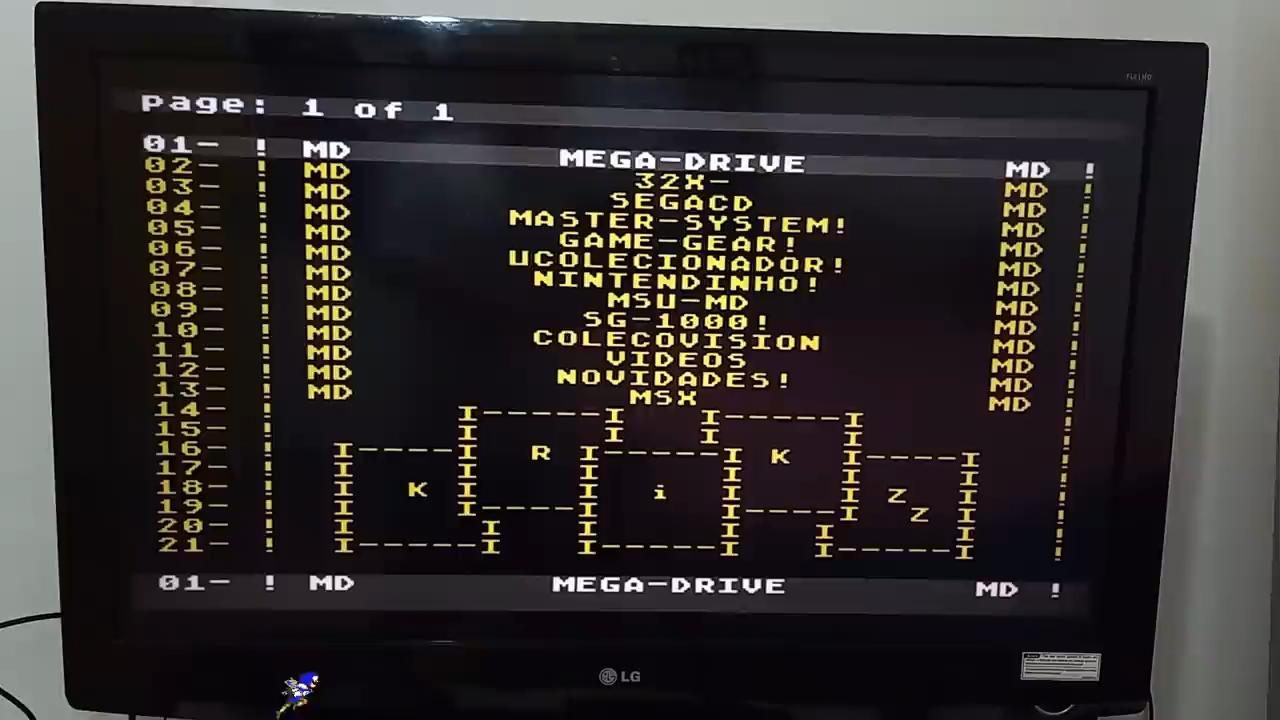 page: 1 of 1
01- ! MD MEGA-DRIVE MD !
02- ! MD 32X- MD !
03- ! MD SEGACD MD !
04- ! MD MASTER-SYSTEM! MD !
05- ! MD GAME-GEAR! MD !
06- ! MD UCOLECIONADOR! MD !
07- ! MD NINTENDINHO! MD !
08- ! MD MSU-MD MD !
09- ! MD SG-1000! MD !
10- ! MD COLECOVISION MD !
11- ! MD VIDEOS MD !
12- ! MD NOVIDADES! MD !
13- ! MD MSX MD !
14- ! I-----I I-----I !
15- ! I I I I !
16- ! I----I R I-----I K I----I !
17- ! I I I I I I !
18- ! I K I I i I I Z I !
19- ! I I----I I----I Z I !
20- ! I I I I I I !
21- ! I-----I I-----I I-----I !
01- ! MD MEGA-DRIVE MD !
LG